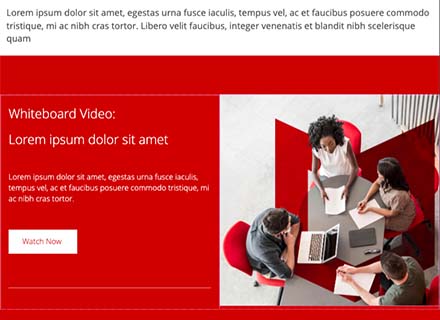 Lorem ipsum dolor sit amet, egestas urna sens fusce iaculis, tempus vel, ac et faucibus posuere commodo
tristique, mi ac nibh cras tortor. Libero velit faucibus, integer venenatis et blandit nibh scelerisque
quam
Whiteboard Video:
Lorem ipsum dolor sit amet
Lorem ipsum dolor sit amet, egestas urna sens fusce iaculis,
tempus vel, ac et faucibus posuere commodo tristique, mi
ac nibh cras tortor.
Watch Now